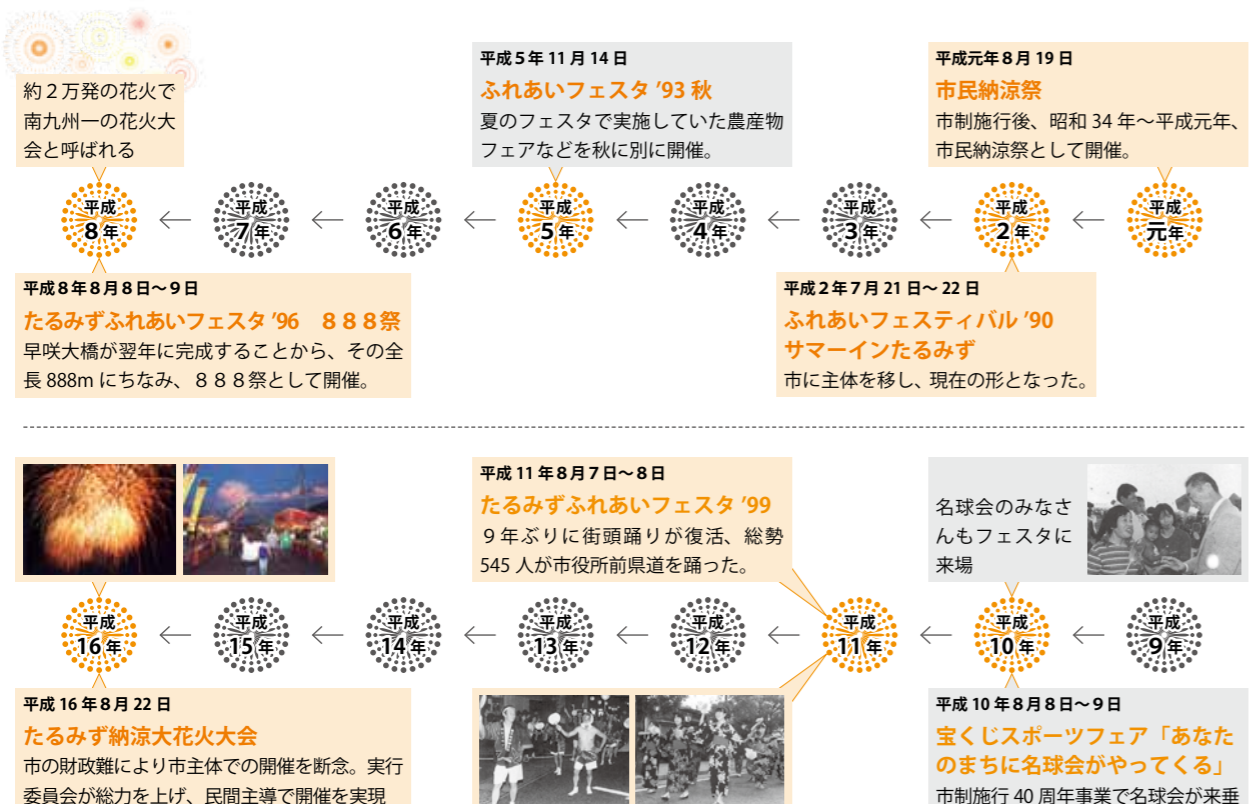 平成元年８月 19 日
市民納涼祭
市制施行後、昭和 34 年～平成元年、
市民納涼祭として開催。
平成
元年
平成
2年
平成２年７月 21 日～ 22 日
ふれあいフェスティバル ’90
サマーインたるみず
市に主体を移し、現在の形となった。
平成
3年
平成
4年
平成５年 11 月 14 日
ふれあいフェスタ ’93 秋
夏のフェスタで実施していた農産物
フェアなどを秋に別に開催。
平成
5年
平成
6年
平成
7年
約２万発の花火で
南九州一の花火大
会と呼ばれる
平成
8年
平成８年８月８日～９日
たるみずふれあいフェスタ ’96　８８８祭
早咲大橋が翌年に完成することから、その全
長 888m にちなみ、８８８祭として開催。
平成
9年
名球会のみなさ
んもフェスタに
来場
平成
10年
平成 10 年８月８日～９日
宝くじスポーツフェア「あなた
のまちに名球会がやってくる」
市制施行 40 周年事業で名球会が来垂
平成 11 年８月７日～８日
たるみずふれあいフェスタ ’99
９年ぶりに街頭踊りが復活、総勢
545 人が市役所前県道を踊った。
平成
11年
平成
12年
平成
13年
平成
14年
平成
15年
平成
16年
平成 16 年８月 22 日
たるみず納涼大花火大会
市の財政難により市主体での開催を断念。実行
委員会が総力を上げ、民間主導で開催を実現